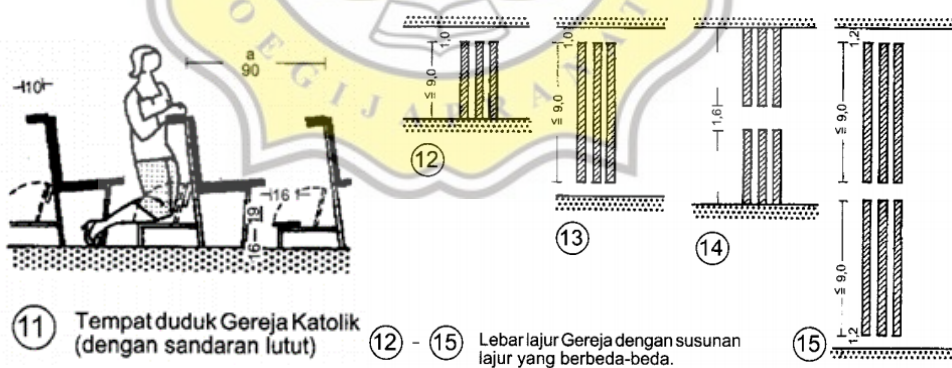 O E G I J A P R A N A T
a
90
10
16
16 – 19
11 Tempat duduk Gereja Katolik
(dengan sandaran lutut)
1,0
≤ 9,0
12
1,0
≤ 9,0
13
1,6
14
1,2
≤ 9,0
≤ 9,0
1,2
15
12 - 15 Lebar lajur Gereja dengan susunan
lajur yang berbeda-beda.